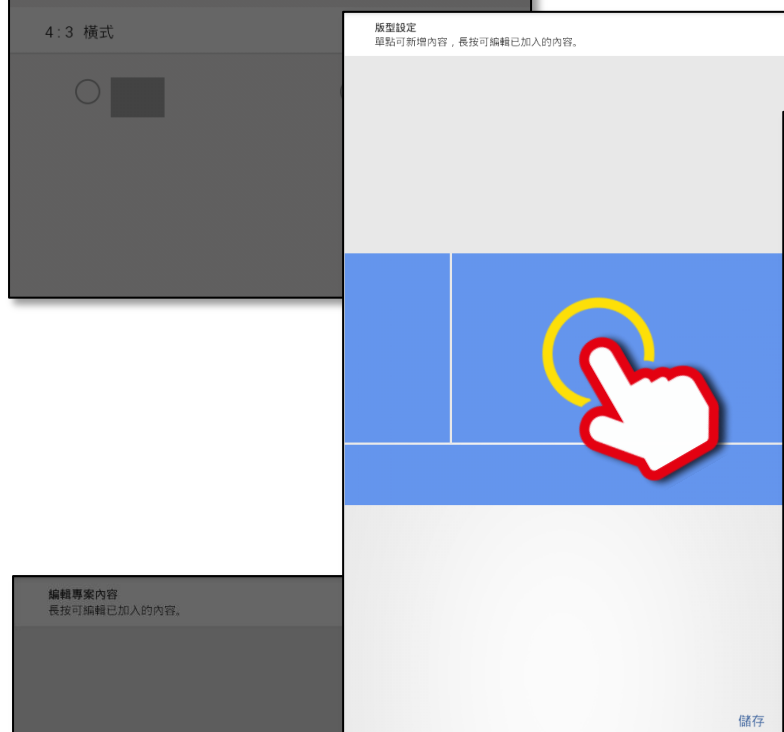 4:3 橫式
版型設定
單點可新增內容，長按可編輯已加入的內容。
編輯專案內容
長按可編輯已加入的內容。
儲存